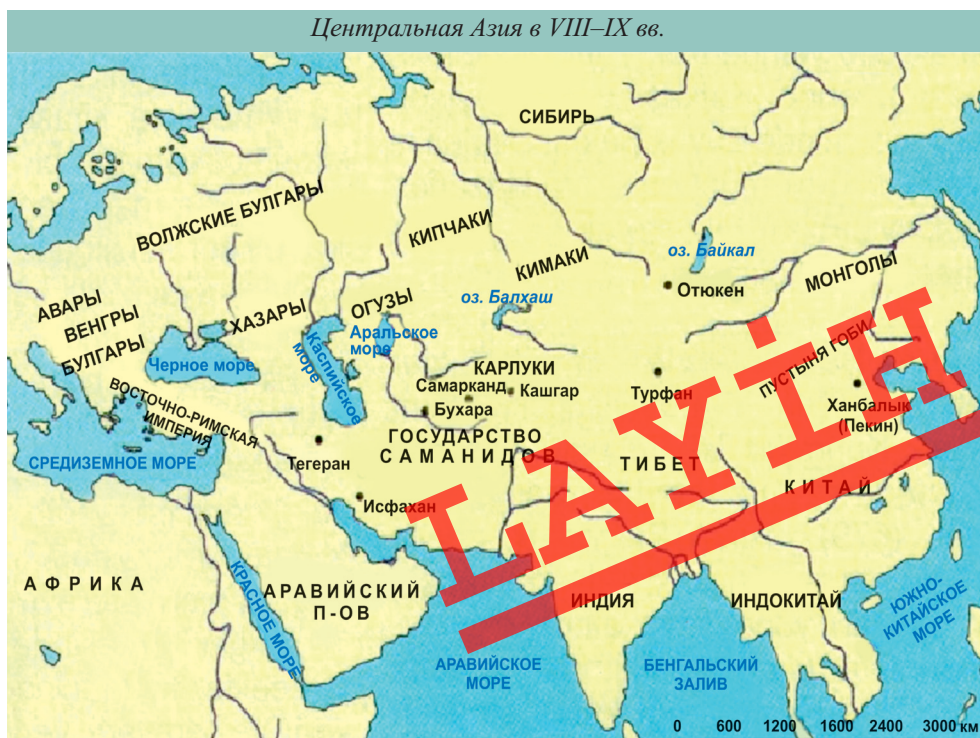 Центральная Азия в VIII–IX вв.
СИБИРЬ
ВОЛЖСКИЕ БУЛГАРЫ
КИПЧАКИ
КИМАКИ
оз. Байкал
МОНГОЛЫ
Отюкен
АВАРЫ
ВЕНГРЫ
БУЛГАРЫ
ХАЗАРЫ
ОГУЗЫ
оз. Балхаш
Черное море
Каспийское
море
Аральское
море
ПУСТЫНЯ ГОБИ
КАРЛУКИ
Самарканд
Кашгар
Бухара
Турфан
Ханбалык
(Пекин)
ВОСТОЧНО-РИМСКАЯ
ИМПЕРИЯ
ГОСУДАРСТВО
САМАНИДОВ
ТИБЕТ
КИТАЙ
СРЕДИЗЕМНОЕ МОРЕ
Тегеран
Исфахан
LAYİH
АФРИКА
КРАСНОЕ МОРЕ
АРАВИЙСКИЙ
П-ОВ
ИНДИЯ
ИНДОКИТАЙ
ЮЖНО-
КИТАЙСКОЕ
МОРЕ
АРАВИЙСКОЕ
МОРЕ
БЕНГАЛЬСКИЙ
ЗАЛИВ
0 600 1200 1600 2400 3000 км